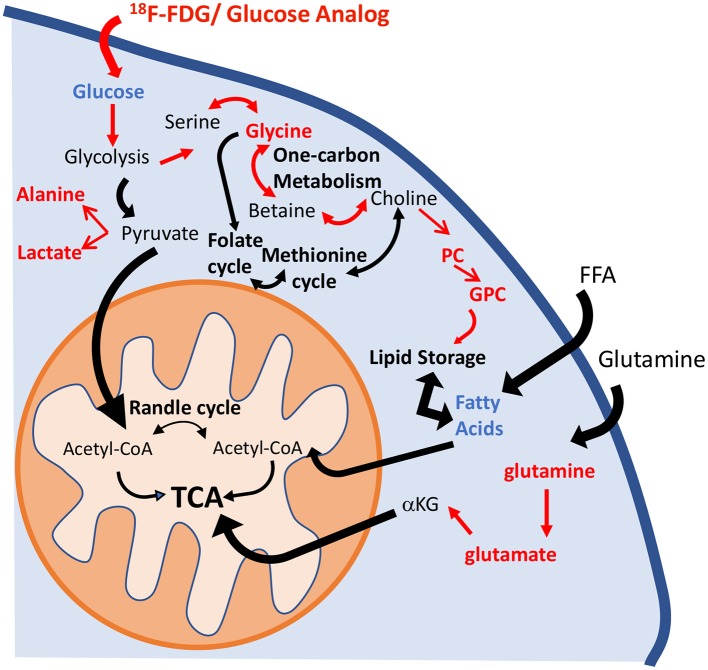 ¹⁸F-FDG/ Glucose Analog
Glucose
Serine
Glycine
Glycolysis
One-carbon
Metabolism
Alanine
Betaine
Choline
Pyruvate
Lactate
Folate
cycle
Methionine
cycle
PC
GPC
FFA
Lipid Storage
Glutamine
Randle cycle
Fatty
Acids
Acetyl-CoA
Acetyl-CoA
glutamine
TCA
αKG
glutamate